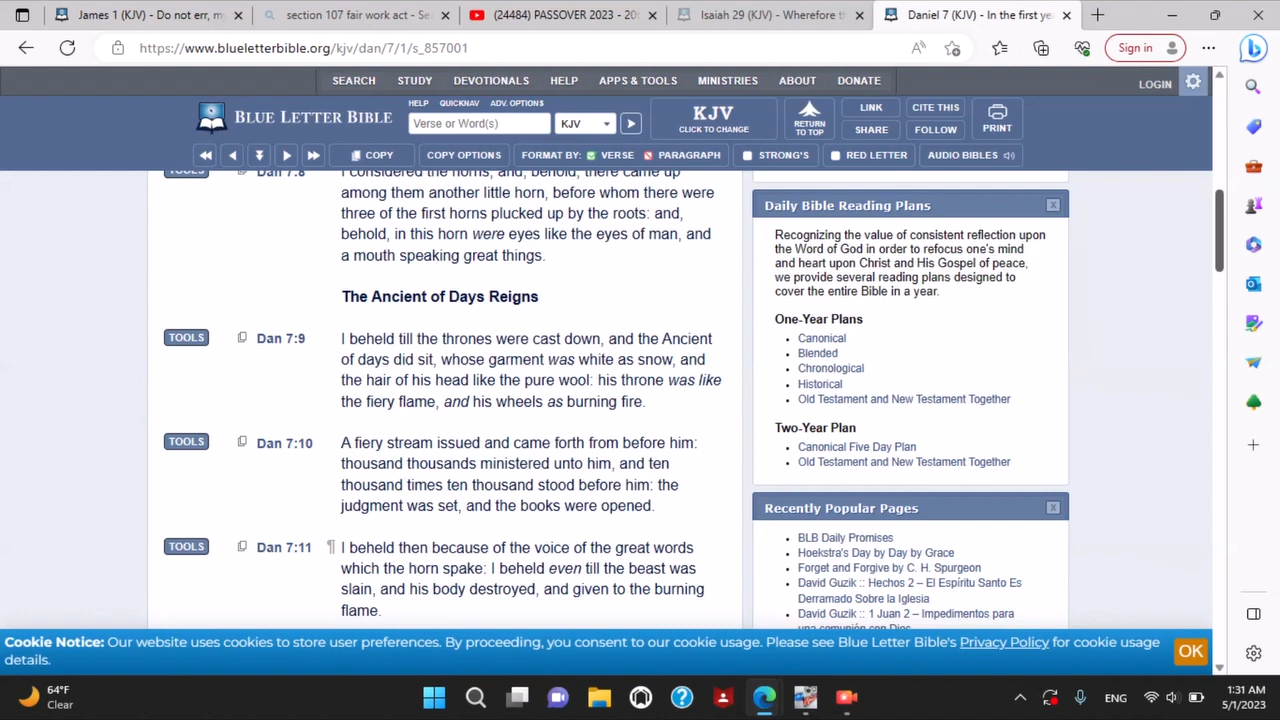 James 1 (KJV) - Do not err, my
section 107 fair work act - Se
(24484) PASSOVER 2023 - 20
Isaiah 29 (KJV) - Wherefore th
Daniel 7 (KJV) - In the first ye
https://www.blueletterbible.org/kjv/dan/7/1/s_857001
Sign in
SEARCH STUDY DEVOTIONALS HELP APPS & TOOLS MINISTRIES ABOUT DONATE
LOGIN
BLUE LETTER BIBLE
HELP QUICKNAV ADV. OPTIONS
Verse or Word(s)
KJV
KJV
CLICK TO CHANGE
RETURN
TO TOP
LINK
CITE THIS
SHARE
FOLLOW
PRINT
COPY
COPY OPTIONS
FORMAT BY: VERSE PARAGRAPH
STRONG'S
RED LETTER
AUDIO BIBLES
TOOLS Dan 7:8 I considered the horns, and, behold, there came up
among them another little horn, before whom there were
three of the first horns plucked up by the roots: and,
behold, in this horn were eyes like the eyes of man, and
a mouth speaking great things.
The Ancient of Days Reigns
TOOLS Dan 7:9 I beheld till the thrones were cast down, and the Ancient
of days did sit, whose garment was white as snow, and
the hair of his head like the pure wool: his throne was like
the fiery flame, and his wheels as burning fire.
TOOLS Dan 7:10 A fiery stream issued and came forth from before him:
thousand thousands ministered unto him, and ten
thousand times ten thousand stood before him: the
judgment was set, and the books were opened.
TOOLS Dan 7:11 ¶ I beheld then because of the voice of the great words
which the horn spake: I beheld even till the beast was
slain, and his body destroyed, and given to the burning
flame.
Daily Bible Reading Plans
Recognizing the value of consistent reflection upon
the Word of God in order to refocus one's mind
and heart upon Christ and His Gospel of peace,
we provide several reading plans designed to
cover the entire Bible in a year.
One-Year Plans
• Canonical
• Blended
• Chronological
• Historical
• Old Testament and New Testament Together
Two-Year Plan
• Canonical Five Day Plan
• Old Testament and New Testament Together
Recently Popular Pages
• BLB Daily Promises
• Hoekstra's Day by Day by Grace
• Forget and Forgive by C. H. Spurgeon
• David Guzik :: Hechos 2 – El Espíritu Santo Es
Derramado Sobre la Iglesia
• David Guzik :: 1 Juan 2 – Impedimentos para
una comunión con Dios
Cookie Notice: Our website uses cookies to store user preferences. By proceeding, you consent to our cookie usage. Please see Blue Letter Bible's Privacy Policy for cookie usage
details.
OK
64°F
Clear
ENG
1:31 AM
5/1/2023